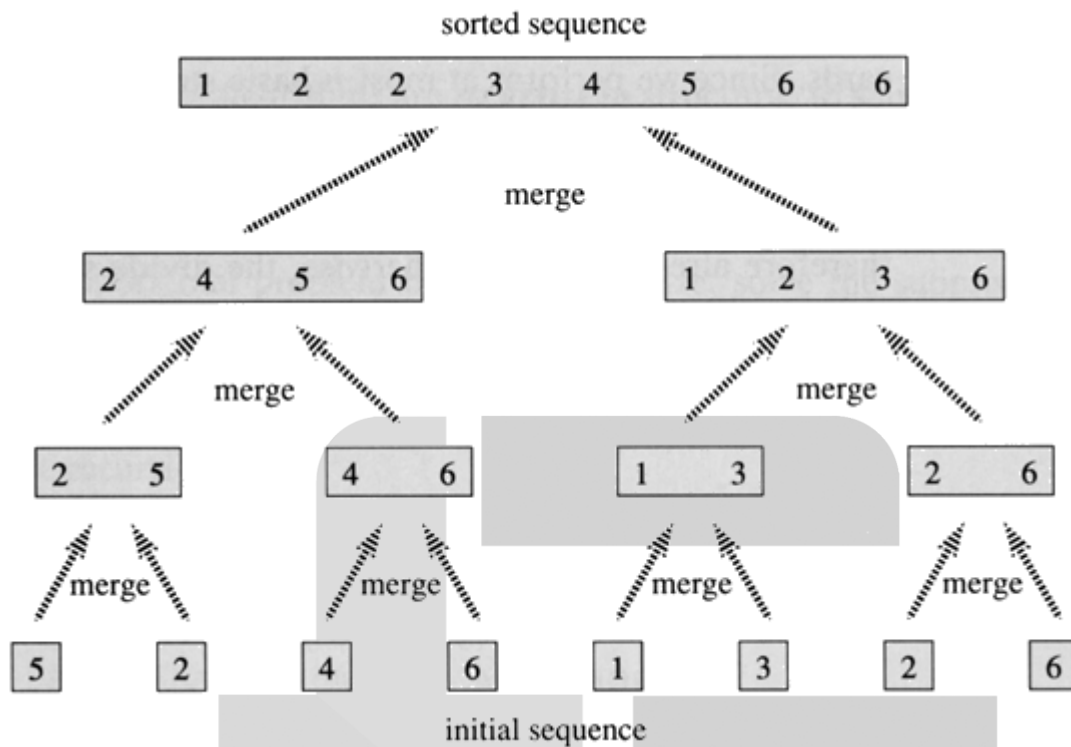 sorted sequence
1 2 2 3 4 5 6 6
merge
2 4 5 6
1 2 3 6
merge
merge
2 5
4 6
1 3
2 6
merge
merge
merge
merge
5 2 4 6 1 3 2 6
initial sequence